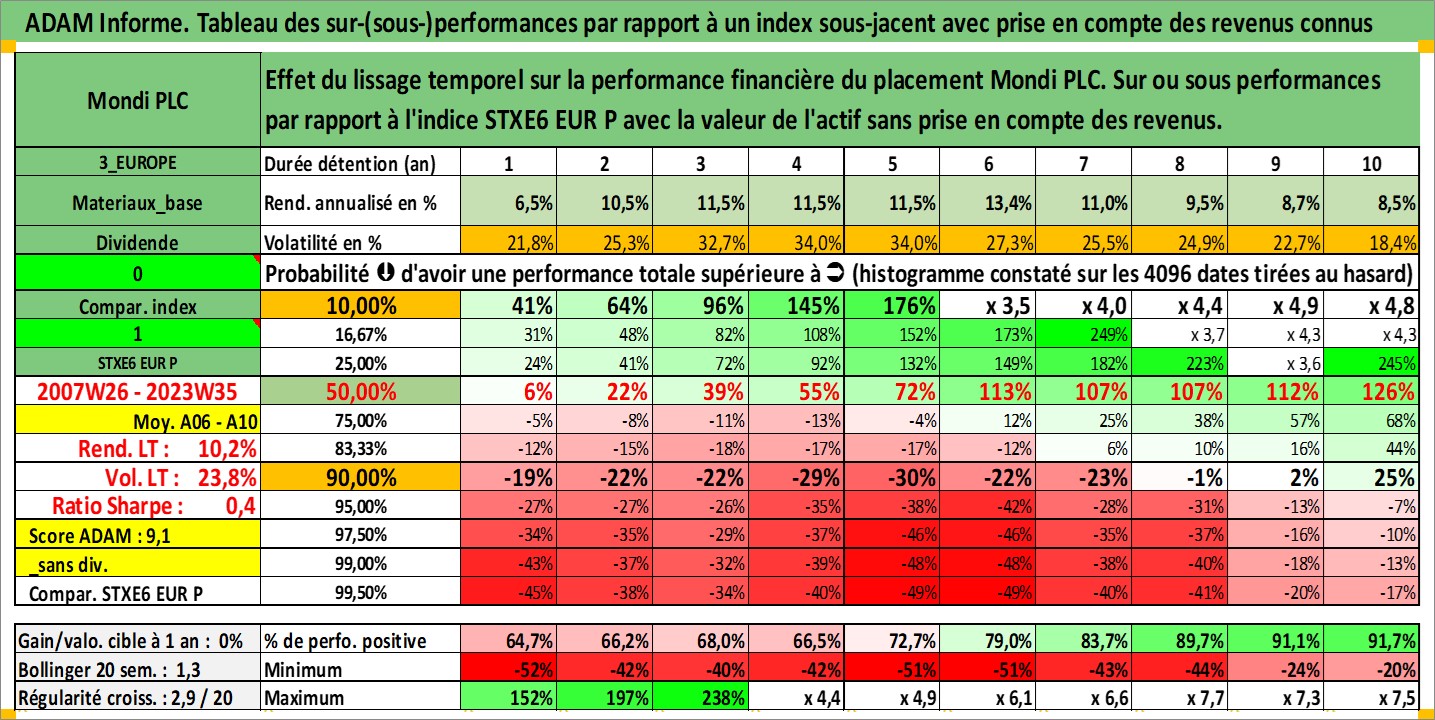 ADAM Informe. Tableau des sur-(sous-)performances par rapport à un index sous-jacent avec prise en compte des revenus connus
Mondi PLC
Effet du lissage temporel sur la performance financière du placement Mondi PLC. Sur ou sous performances
par rapport à l'indice STXE6 EUR P avec la valeur de l'actif sans prise en compte des revenus.
3_EUROPE Durée détention (an) 1 2 3 4 5 6 7 8 9 10
Materiaux_base Rend. annualisé en % 6,5% 10,5% 11,5% 11,5% 11,5% 13,4% 11,0% 9,5% 8,7% 8,5%
Dividende Volatilité en % 21,8% 25,3% 32,7% 34,0% 34,0% 27,3% 25,5% 24,9% 22,7% 18,4%
0 Probabilité ⬇ d'avoir une performance totale supérieure à ➲ (histogramme constaté sur les 4096 dates tirées au hasard)
Compar. index 10,00% 41% 64% 96% 145% 176% x 3,5 x 4,0 x 4,4 x 4,9 x 4,8
1 16,67% 31% 48% 82% 108% 152% 173% 249% x 3,7 x 4,3 x 4,3
STXE6 EUR P 25,00% 24% 41% 72% 92% 132% 149% 182% 223% x 3,6 245%
2007W26 - 2023W35 50,00% 6% 22% 39% 55% 72% 113% 107% 107% 112% 126%
Moy. A06 - A10 75,00% -5% -8% -11% -13% -4% 12% 25% 38% 57% 68%
Rend. LT : 10,2% 83,33% -12% -15% -18% -17% -17% -12% 6% 10% 16% 44%
Vol. LT : 23,8% 90,00% -19% -22% -22% -29% -30% -22% -23% -1% 2% 25%
Ratio Sharpe : 0,4 95,00% -27% -27% -26% -35% -38% -42% -28% -31% -13% -7%
Score ADAM : 9,1 97,50% -34% -35% -29% -37% -46% -46% -35% -37% -16% -10%
_sans div. 99,00% -43% -37% -32% -39% -48% -48% -38% -40% -18% -13%
Compar. STXE6 EUR P 99,50% -45% -38% -34% -40% -49% -49% -40% -41% -20% -17%
Gain/valo. cible à 1 an : 0% % de perfo. positive 64,7% 66,2% 68,0% 66,5% 72,7% 79,0% 83,7% 89,7% 91,1% 91,7%
Bollinger 20 sem. : 1,3 Minimum -52% -42% -40% -42% -51% -51% -43% -44% -24% -20%
Régularité croiss. : 2,9 / 20 Maximum 152% 197% 238% x 4,4 x 4,9 x 6,1 x 6,6 x 7,7 x 7,3 x 7,5